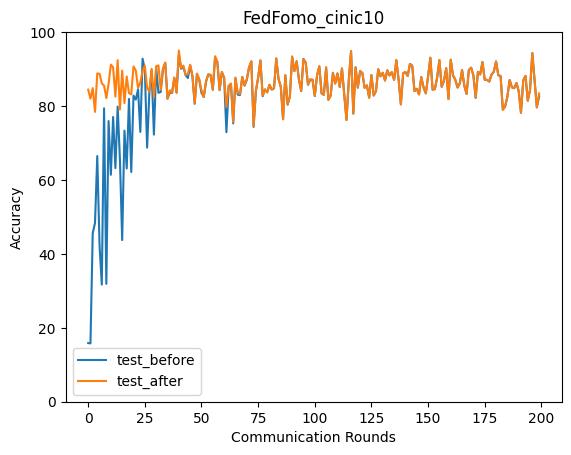 FedFomo_cinic10
100
80
60
40
20
0
Accuracy
test_before
test_after
0 25 50 75 100 125 150 175 200
Communication Rounds